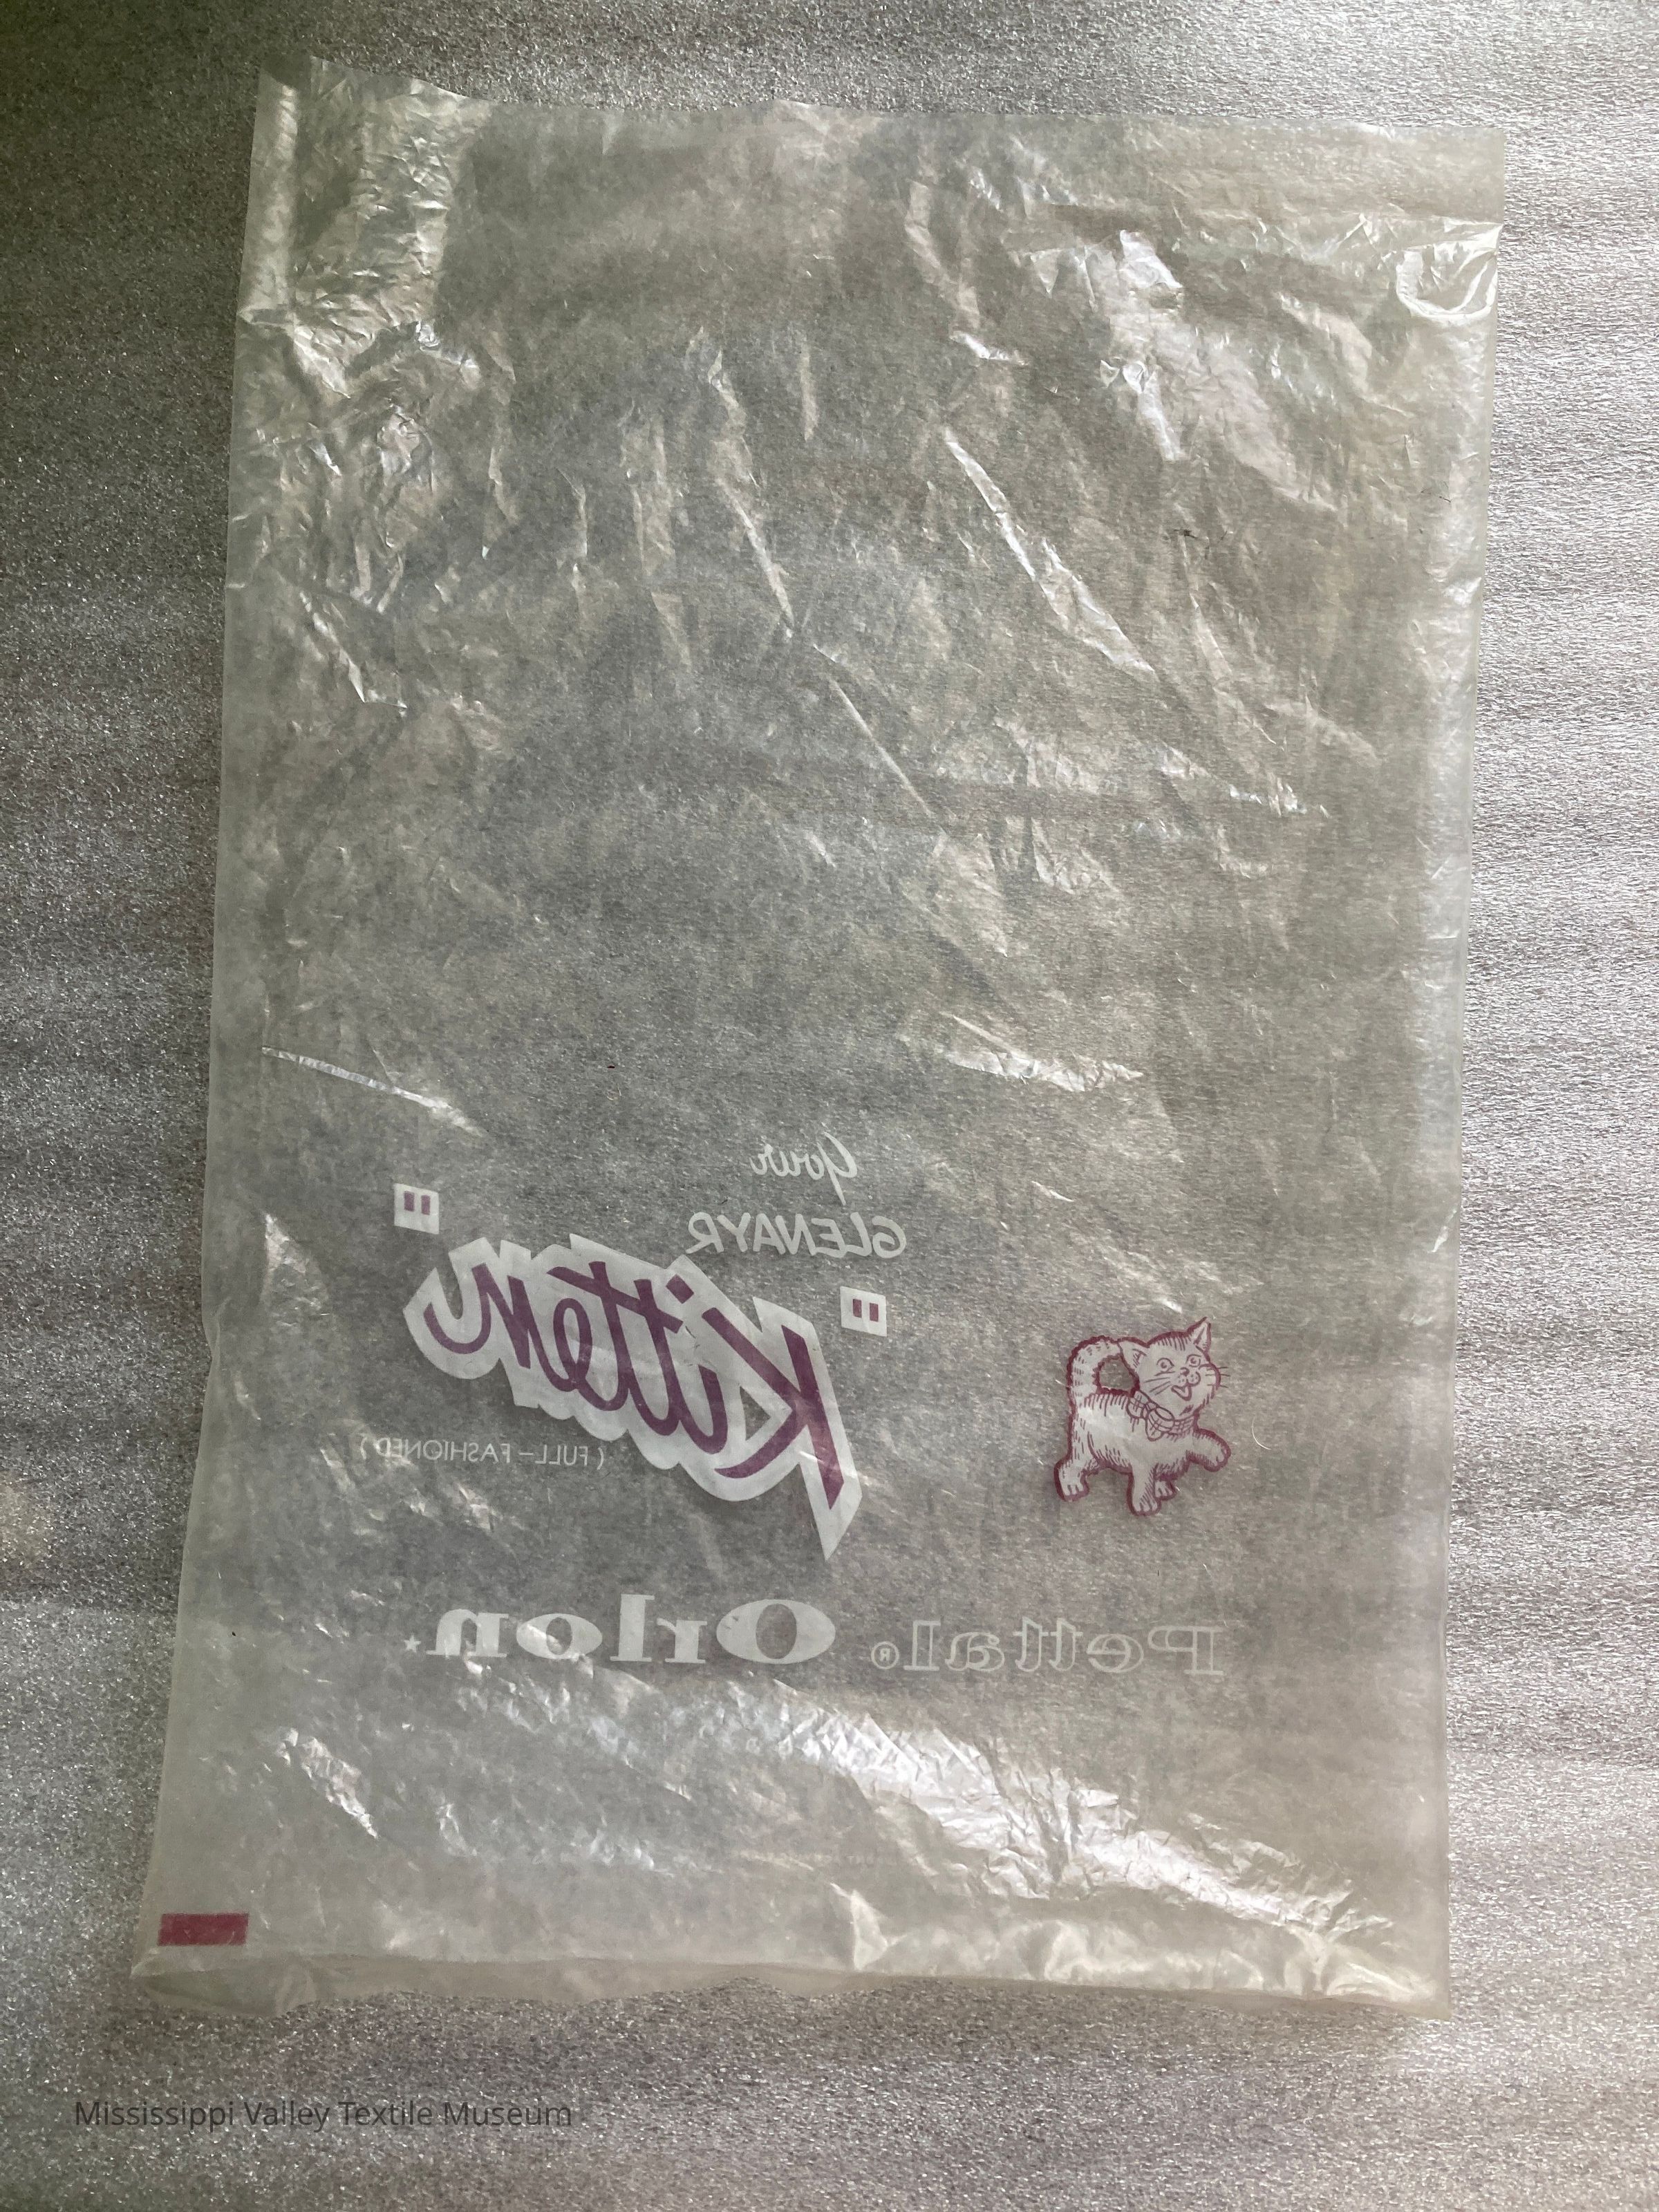 Your
GLENAYR
"Kitten"
(FULL-FASHIONED)
Pettal® Orlon*
Mississippi Valley Textile Museum